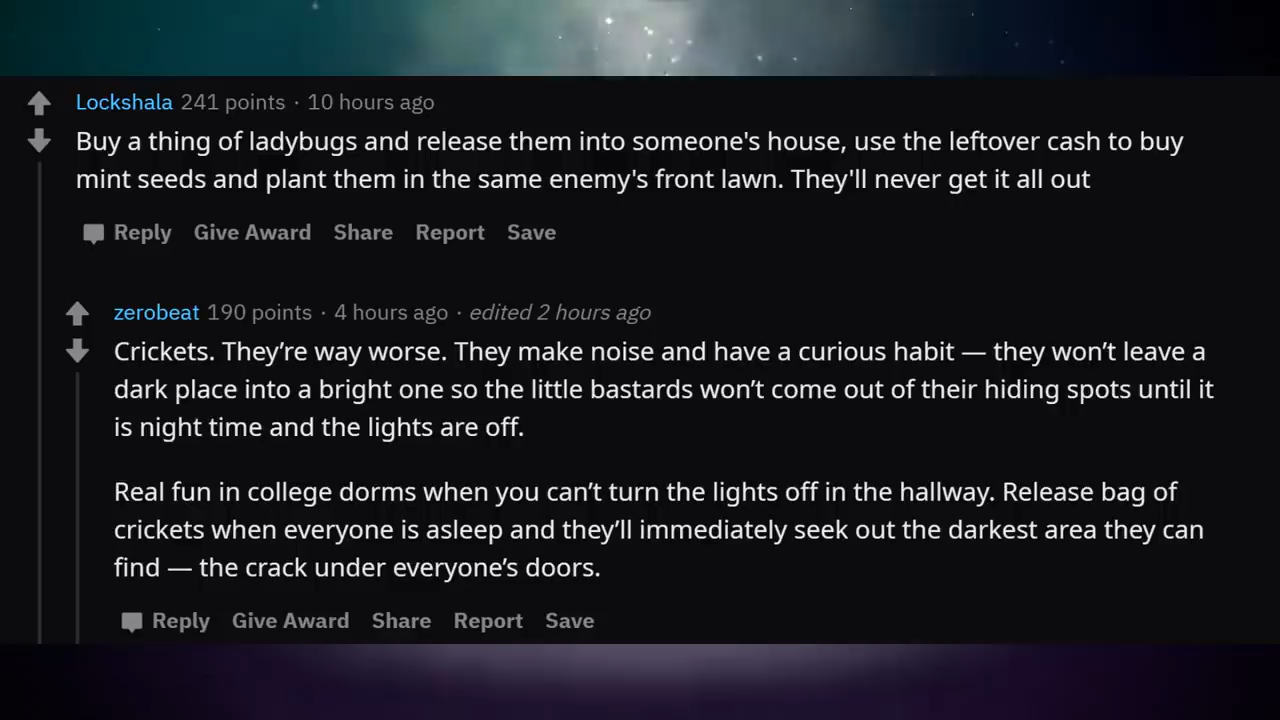 Lockshala 241 points · 10 hours ago
Buy a thing of ladybugs and release them into someone's house, use the leftover cash to buy
mint seeds and plant them in the same enemy's front lawn. They'll never get it all out
Reply Give Award Share Report Save
zerobeat 190 points · 4 hours ago · edited 2 hours ago
Crickets. They’re way worse. They make noise and have a curious habit — they won’t leave a
dark place into a bright one so the little bastards won’t come out of their hiding spots until it
is night time and the lights are off.
Real fun in college dorms when you can’t turn the lights off in the hallway. Release bag of
crickets when everyone is asleep and they’ll immediately seek out the darkest area they can
find — the crack under everyone’s doors.
Reply Give Award Share Report Save